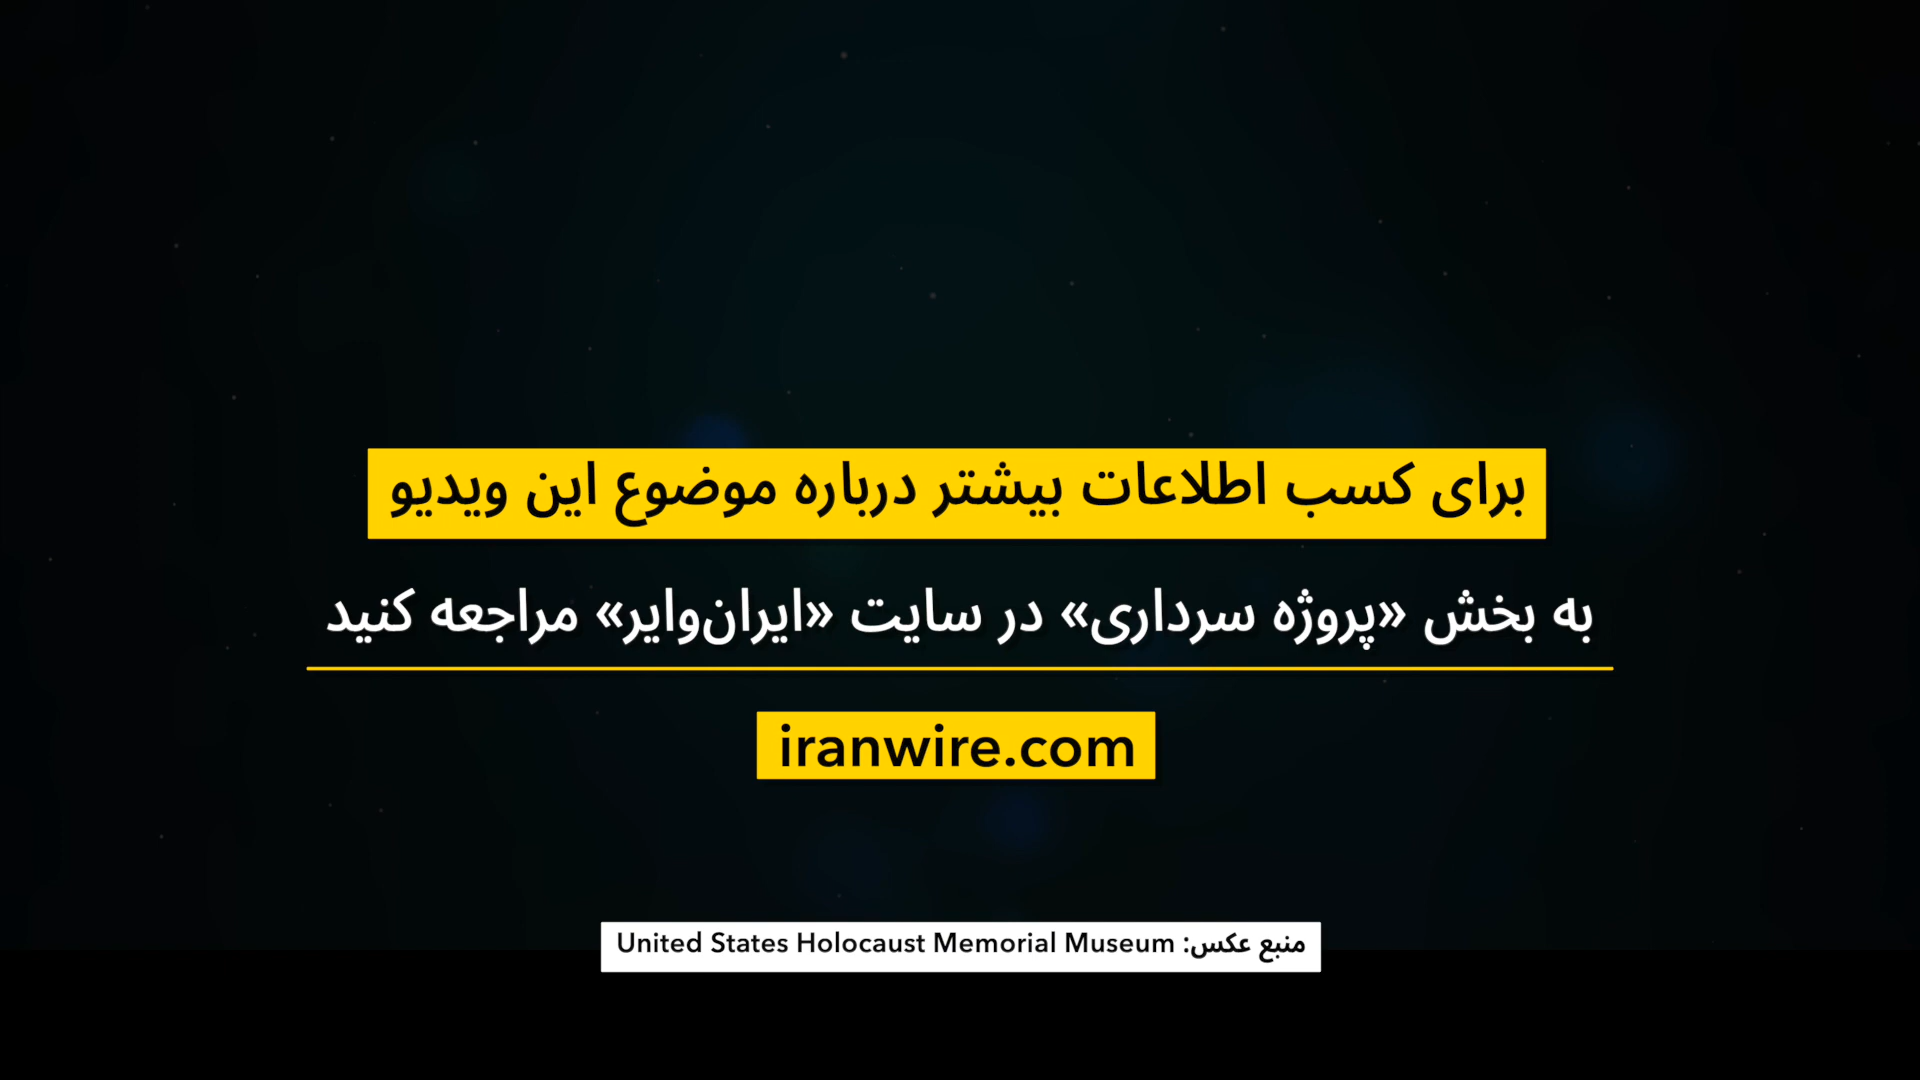 برای کسب اطلاعات بیشتر درباره موضوع این ویدیو
به بخش «پروژه سرداری» در سایت «ایران‌وایر» مراجعه کنید
iranwire.com
منبع عکس: United States Holocaust Memorial Museum